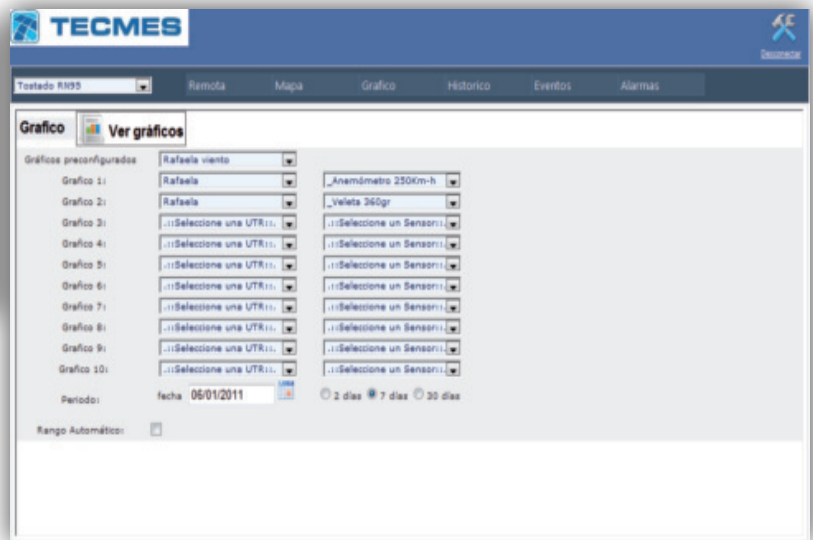 TECMES
Desconectar
Tostado RN95 Remota Mapa Grafico Historico Eventos Alarmas
Grafico Ver gráficos
Gráficos preconfigurados Rafaela viento
Grafico 1: Rafaela _Anemómetro 250Km-h
Grafico 2: Rafaela _Veleta 360gr
Grafico 3: .::Seleccione una UTR::. .::Seleccione un Sensor::.
Grafico 4: .::Seleccione una UTR::. .::Seleccione un Sensor::.
Grafico 5: .::Seleccione una UTR::. .::Seleccione un Sensor::.
Grafico 6: .::Seleccione una UTR::. .::Seleccione un Sensor::.
Grafico 7: .::Seleccione una UTR::. .::Seleccione un Sensor::.
Grafico 8: .::Seleccione una UTR::. .::Seleccione un Sensor::.
Grafico 9: .::Seleccione una UTR::. .::Seleccione un Sensor::.
Grafico 10: .::Seleccione una UTR::. .::Seleccione un Sensor::.
Periodo: fecha 06/01/2011 2 días 7 días 30 días
Rango Automático: